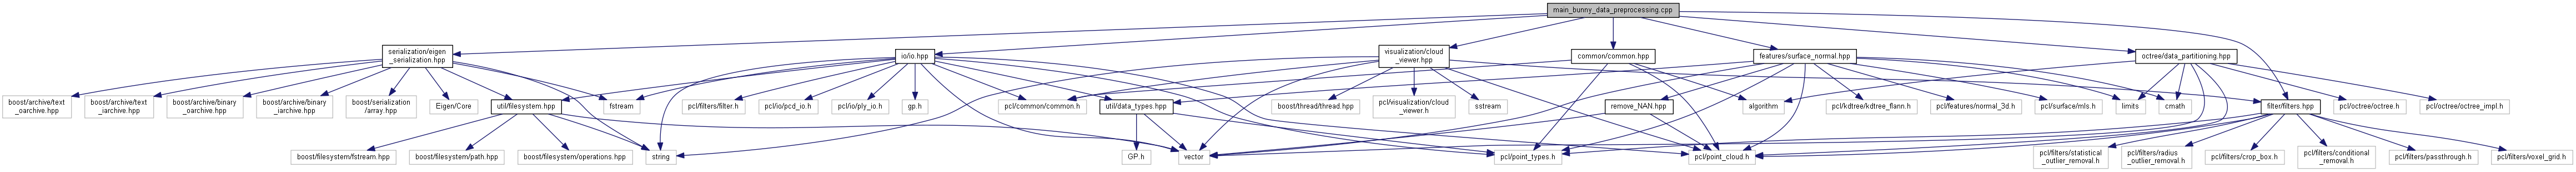 main_bunny_data_preprocessing.cpp
serialization/eigen
_serialization.hpp
io/io.hpp
visualization/cloud
_viewer.hpp
common/common.hpp
features/surface_normal.hpp
octree/data_partitioning.hpp
boost/archive/text
_oarchive.hpp
boost/archive/text
_iarchive.hpp
boost/archive/binary
_oarchive.hpp
boost/archive/binary
_iarchive.hpp
boost/serialization
/array.hpp
Eigen/Core
util/filesystem.hpp
fstream
pcl/filters/filter.h
pcl/io/pcd_io.h
pcl/io/ply_io.h
gp.h
pcl/common/common.h
util/data_types.hpp
boost/thread/thread.hpp
pcl/visualization/cloud
_viewer.h
sstream
remove_NAN.hpp
algorithm
pcl/kdtree/kdtree_flann.h
pcl/features/normal_3d.h
pcl/surface/mls.h
limits
cmath
filter/filters.hpp
pcl/octree/octree.h
pcl/octree/octree_impl.h
boost/filesystem/fstream.hpp
boost/filesystem/path.hpp
boost/filesystem/operations.hpp
string
GP.h
vector
pcl/point_types.h
pcl/point_cloud.h
pcl/filters/statistical
_outlier_removal.h
pcl/filters/radius
_outlier_removal.h
pcl/filters/crop_box.h
pcl/filters/conditional
_removal.h
pcl/filters/passthrough.h
pcl/filters/voxel_grid.h